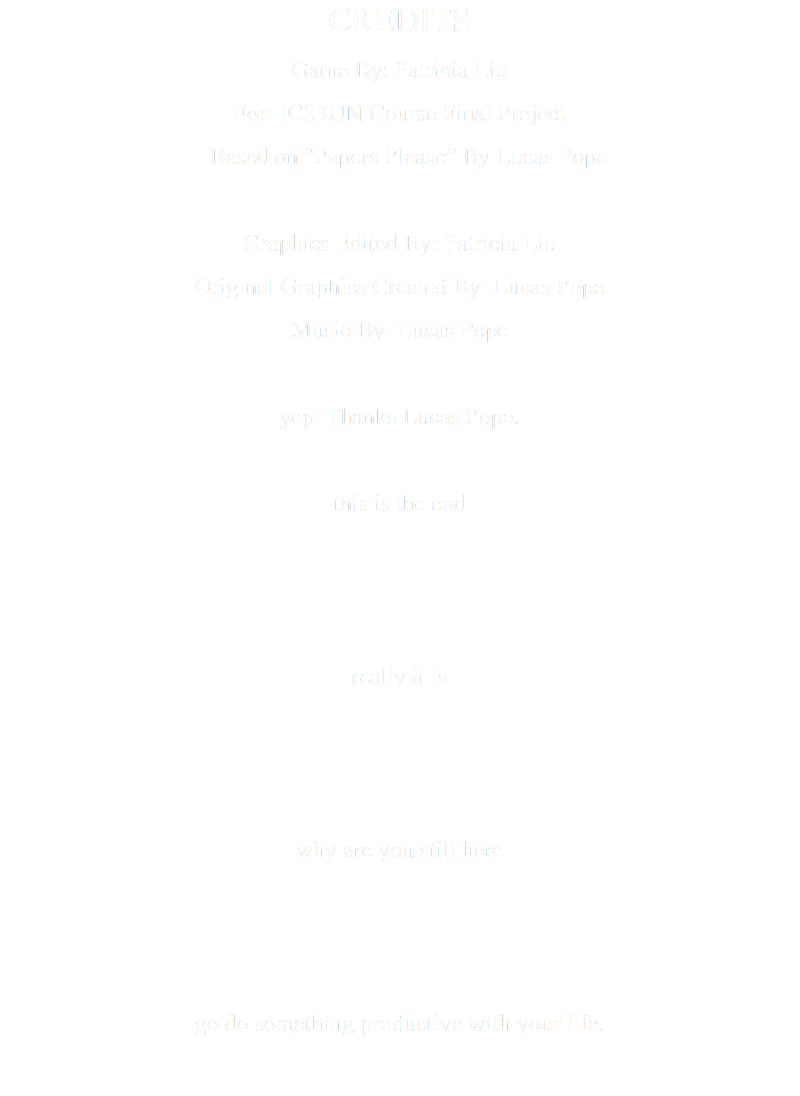 CREDITS
Game By: Patricia Liu
For: ICS3UN Course Final Project
Based on “Papers Please” By Lucas Pope
Graphics Edited By: Patricia Liu
Original Graphics Created By: Lucas Pope
Music By: Lucas Pope
yep. Thanks Lucas Pope.
this is the end
really it is
why are you still here
go do something productive with your life.